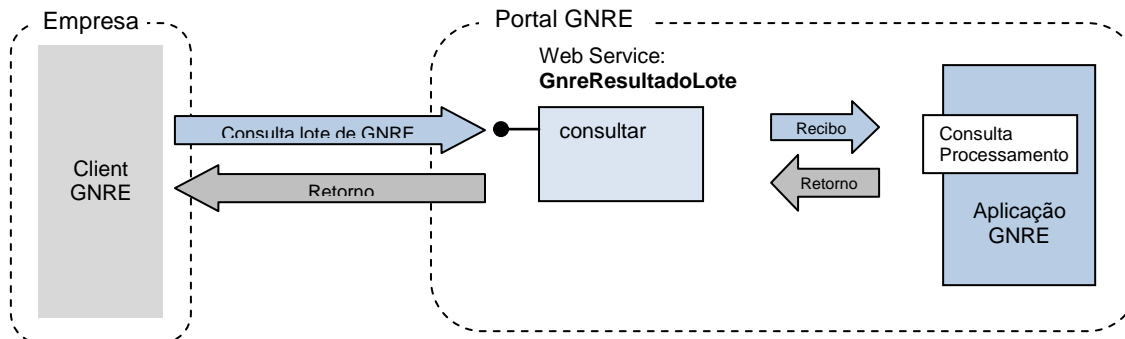 Empresa
Portal GNRE
Web Service:
GnreResultadoLote
Consulta lote de GNRE
consultar
Recibo
Consulta
Processamento
Client
GNRE
Retorno
Retorno
Aplicação
GNRE